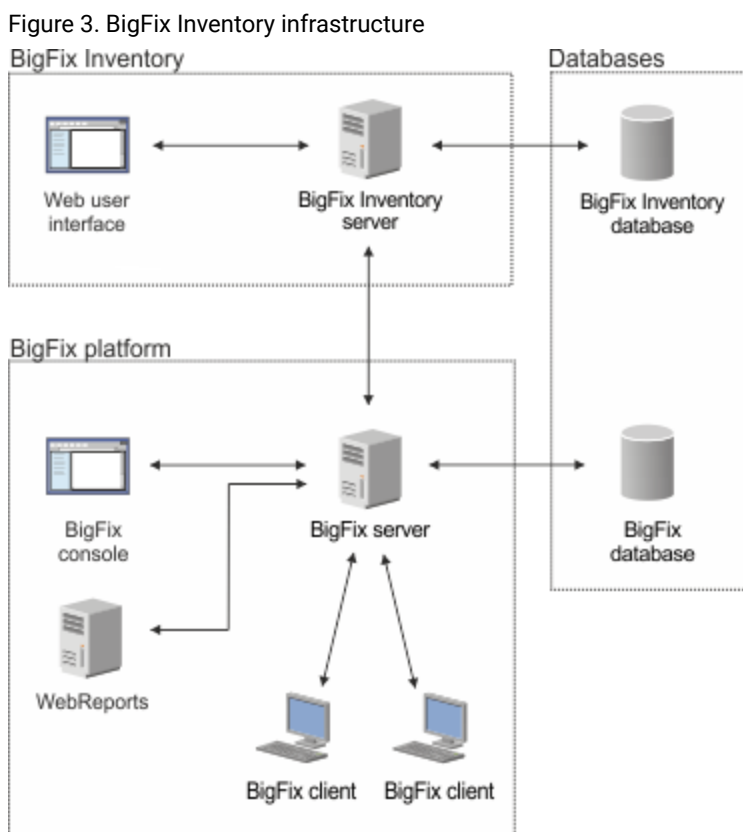 Figure 3. BigFix Inventory infrastructure
BigFix Inventory
Databases
Web user
interface
BigFix Inventory
server
BigFix Inventory
database
BigFix platform
BigFix
console
BigFix server
BigFix
database
WebReports
BigFix client
BigFix client